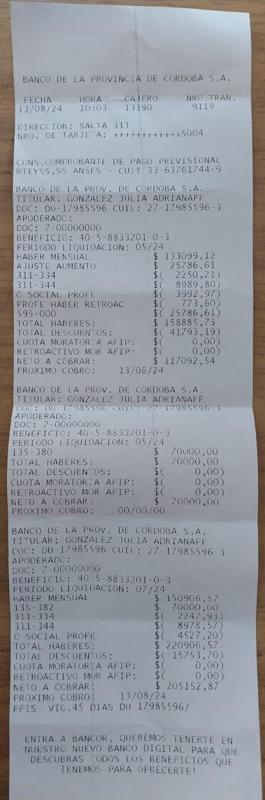 BANCO DE LA PROVINCIA DE CORDOBA S.A.
FECHA HORA CAJERO NRO.TRAN.
13/08/24 10:03 13190 9119
DIRECCION: SALTA 311
NRO. DE TARJETA: ++++++++++++5004
CONS.COMPROBANTE DE PAGO PREVISIONAL
MTEYSS,SS ANSES - CUIT 33-63761744-9
BANCO DE LA PROV. DE CORDOBA S.A.
TITULAR: GONZALEZ JULIA ADRIANAFF
DOC: DU-17985596 CUIL: 27-17985596-3
APODERADO:
DOC: 7-00000000
BENEFICIO: 40-5-8833201-0-3
PERIODO LIQUIDACION: 05/24
HABER MENSUAL $ 133099,12
AJUSTE AUMENTO $ 25786,61
311-334 $( 2250,21)
311-344 $( 8989,80)
O SOCIAL PROFE $( 3992,97)
PROFE HABER RETROAC $( 773,60)
595-000 $( 25786,61)
TOTAL HABERES: $ 158885,73
TOTAL DESCUENTOS: $( 41793,19)
CUOTA MORATORIA AFIP: $( 0,00)
RETROACTIVO MOR AFIP: $( 0,00)
NETO A COBRAR: $ 117092,54
PROXIMO COBRO: 13/06/24
BANCO DE LA PROV. DE CORDOBA S.A.
TITULAR: GONZALEZ JULIA ADRIANAFF
DOC: DU-17985596 CUIL: 27-17985596-3
APODERADO:
DOC: 7-00000000
BENEFICIO: 40-5-8833201-0-3
PERIODO LIQUIDACION: 05/24
135-380 $ 70000,00
TOTAL HABERES: $ 70000,00
TOTAL DESCUENTOS: $( 0,00)
CUOTA MORATORIA AFIP: $( 0,00)
RETROACTIVO MOR AFIP: $( 0,00)
NETO A COBRAR: $ 70000,00
PROXIMO COBRO: 00/00/00
BANCO DE LA PROV. DE CORDOBA S.A.
TITULAR: GONZALEZ JULIA ADRIANAFF
DOC: DU-17985596 CUIL: 27-17985596-3
APODERADO:
DOC: 7-00000000
BENEFICIO: 40-5-8833201-0-3
PERIODO LIQUIDACION: 07/24
HABER MENSUAL $ 150906,57
135-382 $ 70000,00
311-334 $( 2247,93)
311-344 $( 8978,57)
O SOCIAL PROFE $( 4527,20)
TOTAL HABERES: $ 220906,57
TOTAL DESCUENTOS: $( 15753,70)
CUOTA MORATORIA AFIP: $( 0,00)
RETROACTIVO MOR AFIP: $( 0,00)
NETO A COBRAR: $ 205152,87
PROXIMO COBRO: 13/08/24
PFIS VIG.45 DIAS DU 17985596/
ENTRA A BANCOR, QUEREMOS TENERTE EN
NUESTRO NUEVO BANCO DIGITAL PARA QUE
DESCUBRAS TODOS LOS BENEFICIOS QUE
TENEMOS PARA OFRECERTE!